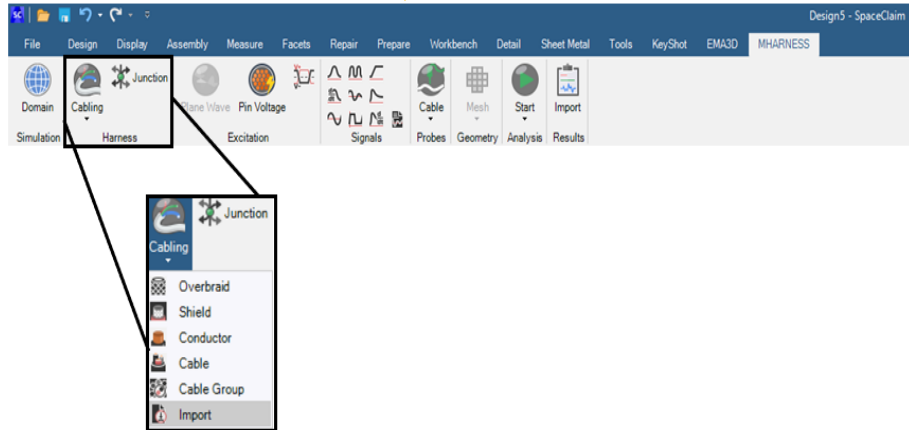 SC Design5 - SpaceClaim
File Design Display Assembly Measure Facets Repair Prepare Workbench Detail Sheet Metal Tools KeyShot EMA3D MHARNESS
Domain Cabling Junction Plane Wave Pin Voltage Cable Mesh Start Import
Simulation Harness Excitation Signals Probes Geometry Analysis Results
Junction
Cabling
Overbraid
Shield
Conductor
Cable
Cable Group
Import